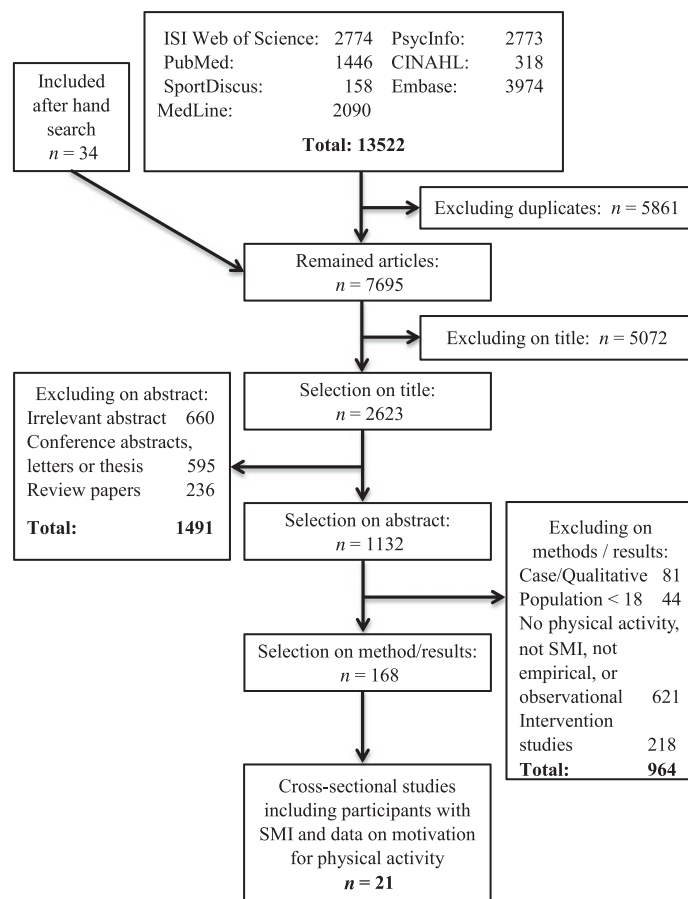 ISI Web of Science: 2774 PsycInfo: 2773
PubMed: 1446 CINAHL: 318
SportDiscus: 158 Embase: 3974
MedLine: 2090
Total: 13522
Included
after hand
search
n = 34
Excluding duplicates: n = 5861
Remained articles:
n = 7695
Excluding on title: n = 5072
Selection on title:
n = 2623
Excluding on abstract:
Irrelevant abstract 660
Conference abstracts,
letters or thesis 595
Review papers 236
Total: 1491
Selection on abstract:
n = 1132
Excluding on
methods / results:
Case/Qualitative 81
Population < 18 44
No physical activity,
not SMI, not
empirical, or
observational 621
Intervention
studies 218
Total: 964
Selection on method/results:
n = 168
Cross-sectional studies
including participants with
SMI and data on motivation
for physical activity
n = 21